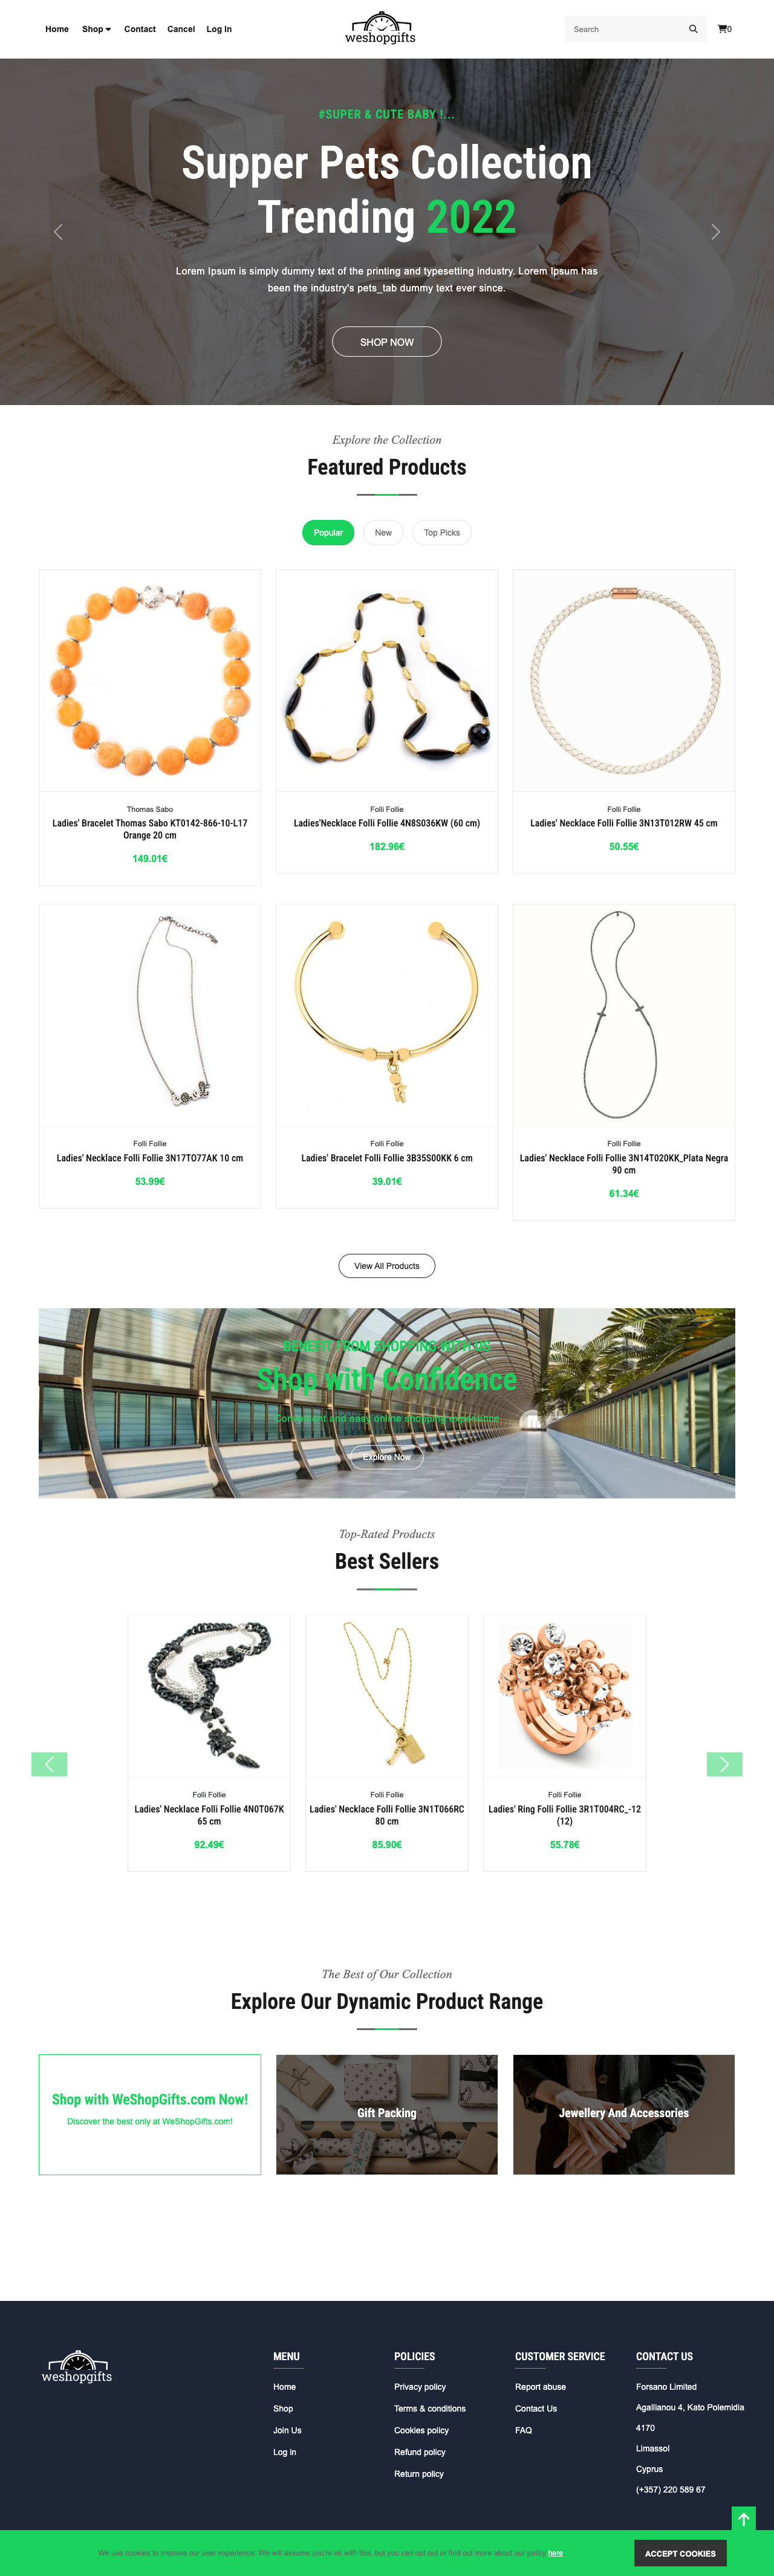 Home Shop Contact Cancel Log In
weshopgifts
Search
0
#SUPER & CUTE BABY !...
Supper Pets Collection
Trending 2022
Lorem Ipsum is simply dummy text of the printing and typesetting industry. Lorem Ipsum has
been the industry's pets_tab dummy text ever since.
SHOP NOW
Explore the Collection
Featured Products
Popular New Top Picks
Thomas Sabo
Ladies' Bracelet Thomas Sabo KT0142-866-10-L17
Orange 20 cm
149.01€
Folli Follie
Ladies'Necklace Folli Follie 4N8S036KW (60 cm)
182.96€
Folli Follie
Ladies' Necklace Folli Follie 3N13T012RW 45 cm
50.55€
Folli Follie
Ladies' Necklace Folli Follie 3N17TO77AK 10 cm
53.99€
Folli Follie
Ladies' Bracelet Folli Follie 3B35S00KK 6 cm
39.01€
Folli Follie
Ladies' Necklace Folli Follie 3N14T020KK_Plata Negra
90 cm
61.34€
View All Products
BENEFIT FROM SHOPPING WITH US
Shop with Confidence
Convenient and easy online shopping experience
Explore Now
Top-Rated Products
Best Sellers
Folli Follie
Ladies' Necklace Folli Follie 4N0T067K
65 cm
92.49€
Folli Follie
Ladies' Necklace Folli Follie 3N1T066RC
80 cm
85.90€
Folli Follie
Ladies' Ring Folli Follie 3R1T004RC_-12
(12)
55.78€
The Best of Our Collection
Explore Our Dynamic Product Range
Shop with WeShopGifts.com Now!
Discover the best only at WeShopGifts.com!
Gift Packing
Jewellery And Accessories
weshopgifts
MENU
Home
Shop
Join Us
Log in
POLICIES
Privacy policy
Terms & conditions
Cookies policy
Refund policy
Return policy
CUSTOMER SERVICE
Report abuse
Contact Us
FAQ
CONTACT US
Forsano Limited
Agallianou 4, Kato Polemidia
4170
Limassol
Cyprus
(+357) 220 589 67
We use cookies to improve our user experience. We will assume you're ok with this, but you can opt out or find out more about our policy here
ACCEPT COOKIES